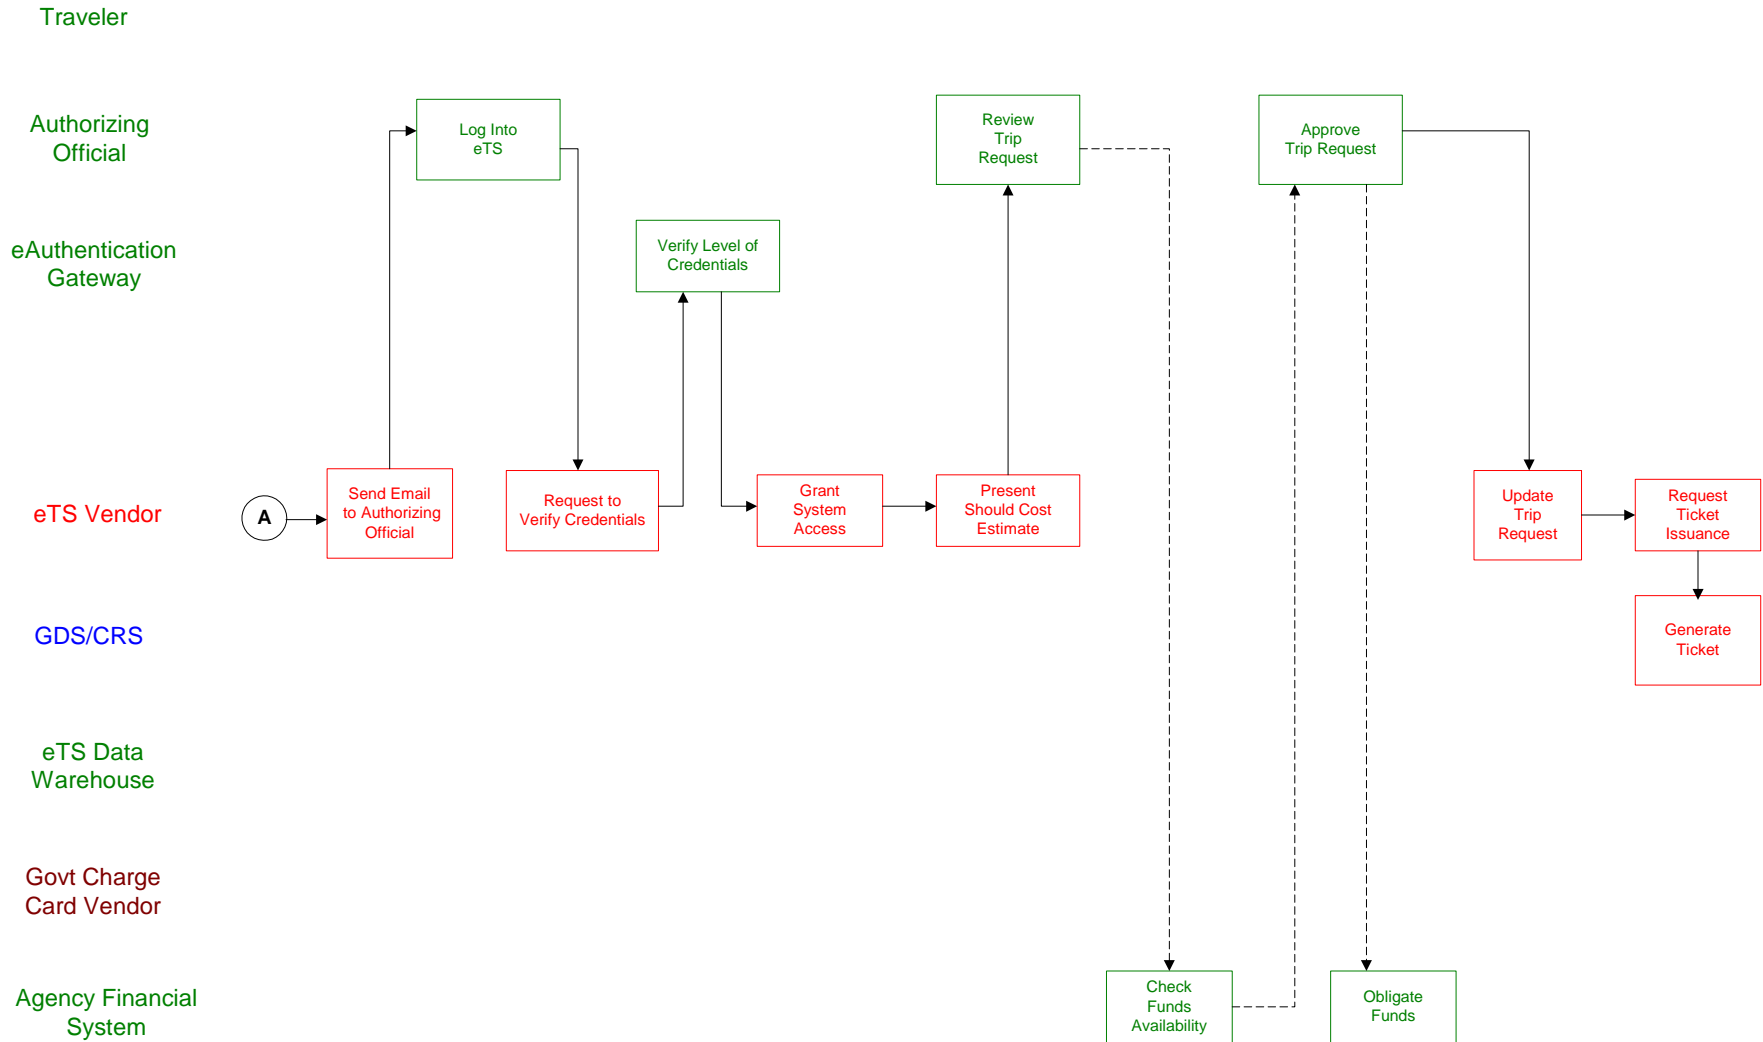 Traveler
Authorizing
Official
Log Into
eTS
Review
Trip
Request
Approve
Trip Request
eAuthentication
Gateway
Verify Level of
Credentials
eTS Vendor
A
Send Email
to Authorizing
Official
Request to
Verify Credentials
Grant
System
Access
Present
Should Cost
Estimate
Update
Trip
Request
Request
Ticket
Issuance
GDS/CRS
Generate
Ticket
eTS Data
Warehouse
Govt Charge
Card Vendor
Agency Financial
System
Check
Funds
Availability
Obligate
Funds